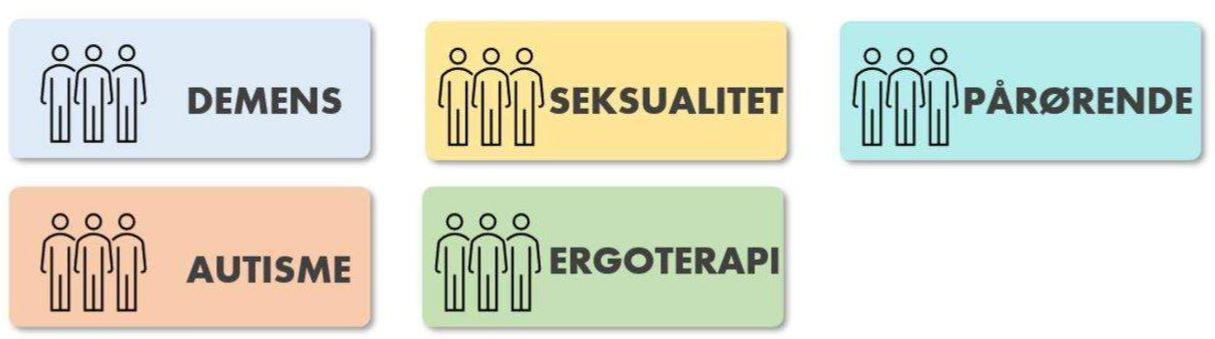 DEMENS
SEKSUALITET
PÅRØRENDE
AUTISME
ERGOTERAPI